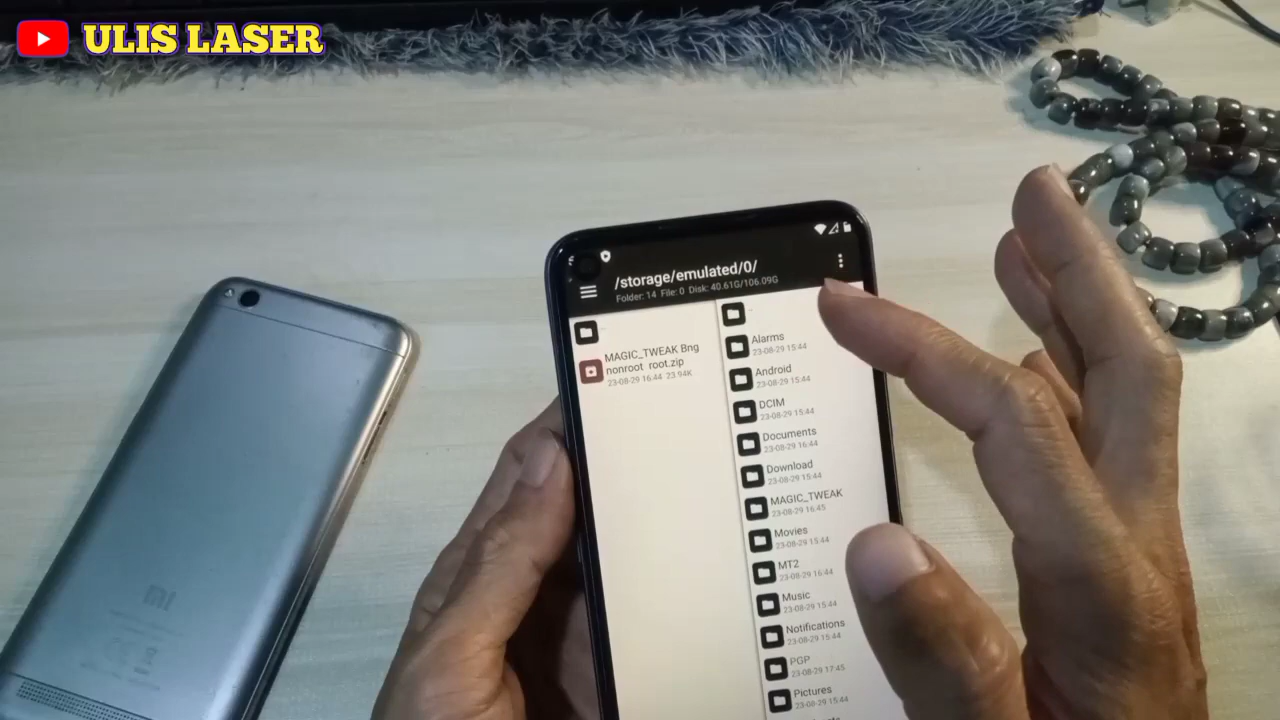 ULIS LASER
/storage/emulated/0/
Folder: 14 File: 0 Disk: 40.61G/106.09G
MAGIC_TWEAK Bng
nonroot root.zip
23-08-29 16:44 23.94K
Alarms
23-08-29 15:44
Android
23-08-29 15:44
DCIM
23-08-29 15:44
Documents
23-08-29 16:44
Download
23-08-29 15:44
MAGIC_TWEAK
23-08-29 16:45
Movies
23-08-29 15:44
MT2
23-08-29 16:44
Music
23-08-29 15:44
Notifications
23-08-29 15:44
PGP
23-08-29 17:45
Pictures
23-08-29 15:44
mi